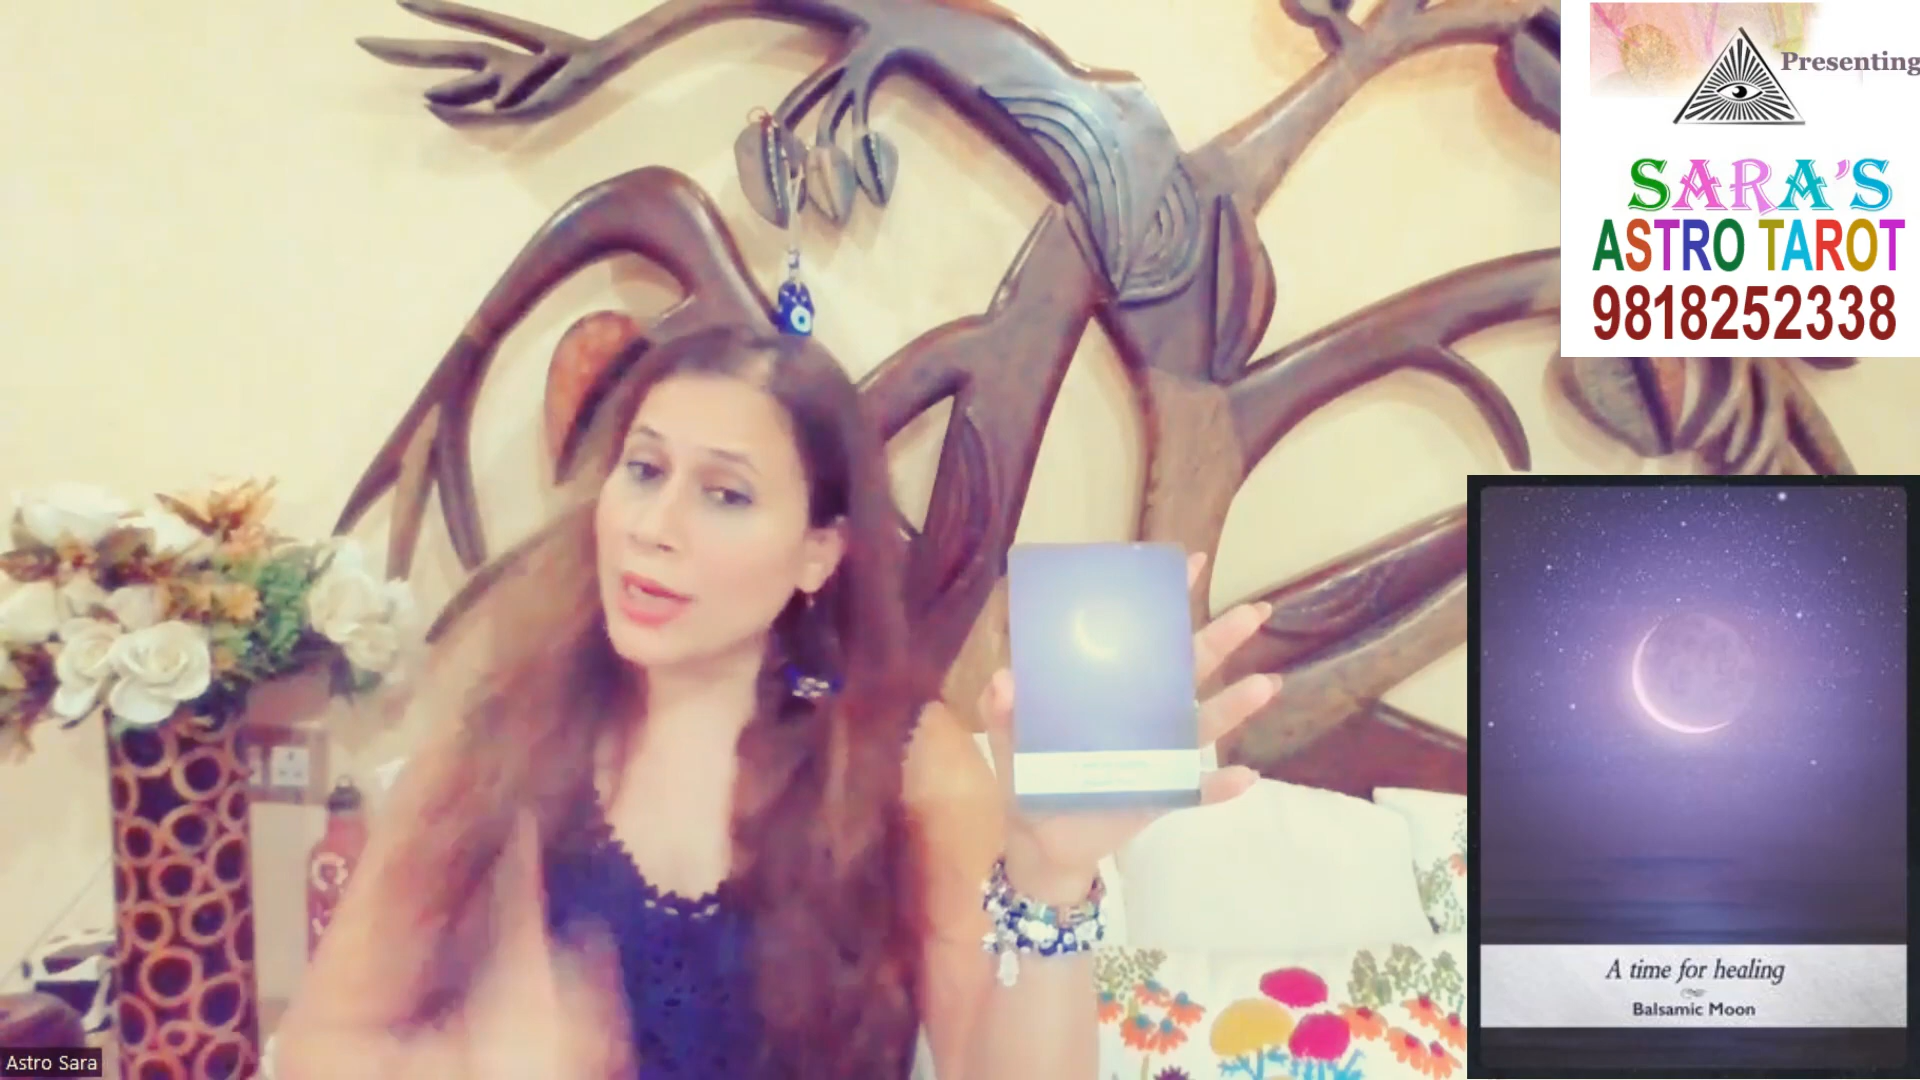 Presenting
SARA'S
ASTRO TAROT
9818252338
A time for healing
Balsamic Moon
Astro Sara